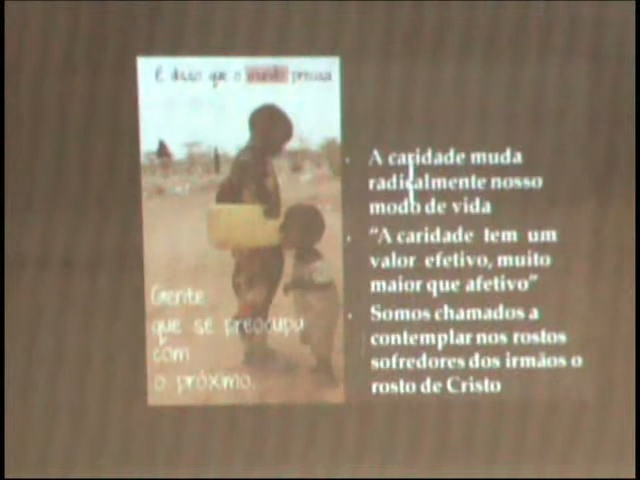 É disso que o mundo precisa
Gente
que se preocupa
com
o próximo.
A caridade muda
radicalmente nosso
modo de vida
"A caridade tem um
valor efetivo, muito
maior que afetivo"
Somos chamados a
contemplar nos rostos
sofredores dos irmãos o
rosto de Cristo